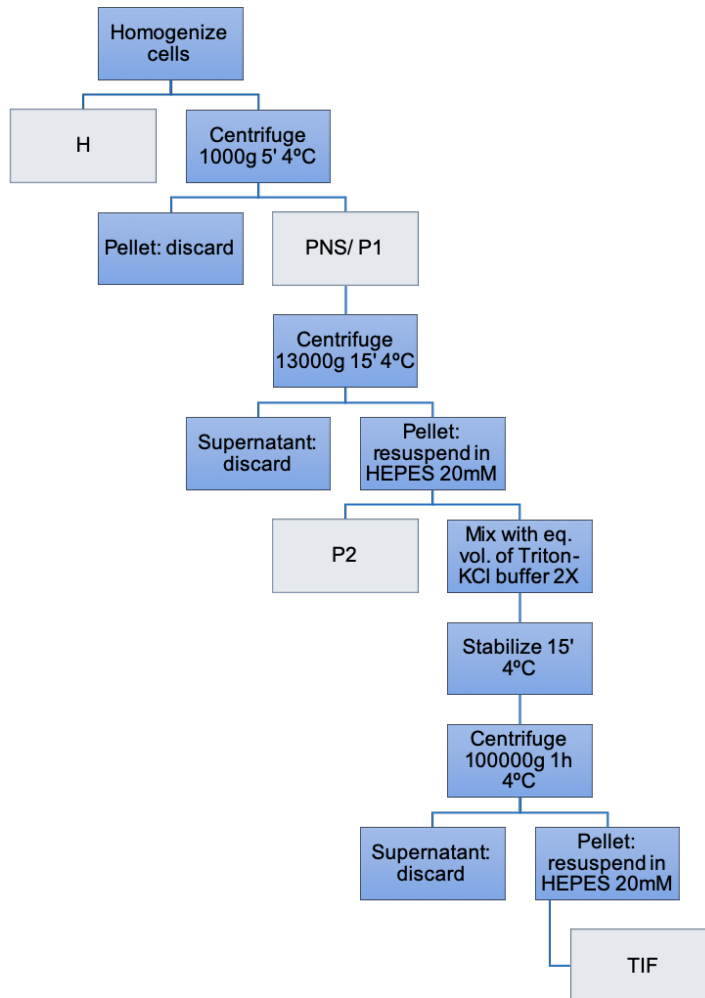 Homogenize
cells
H
Centrifuge
1000g 5' 4ºC
Pellet: discard
PNS/ P1
Centrifuge
13000g 15' 4ºC
Supernatant:
discard
Pellet:
resuspend in
HEPES 20mM
P2
Mix with eq.
vol. of Triton-
KCl buffer 2X
Stabilize 15'
4ºC
Centrifuge
100000g 1h
4ºC
Supernatant:
discard
Pellet:
resuspend in
HEPES 20mM
TIF